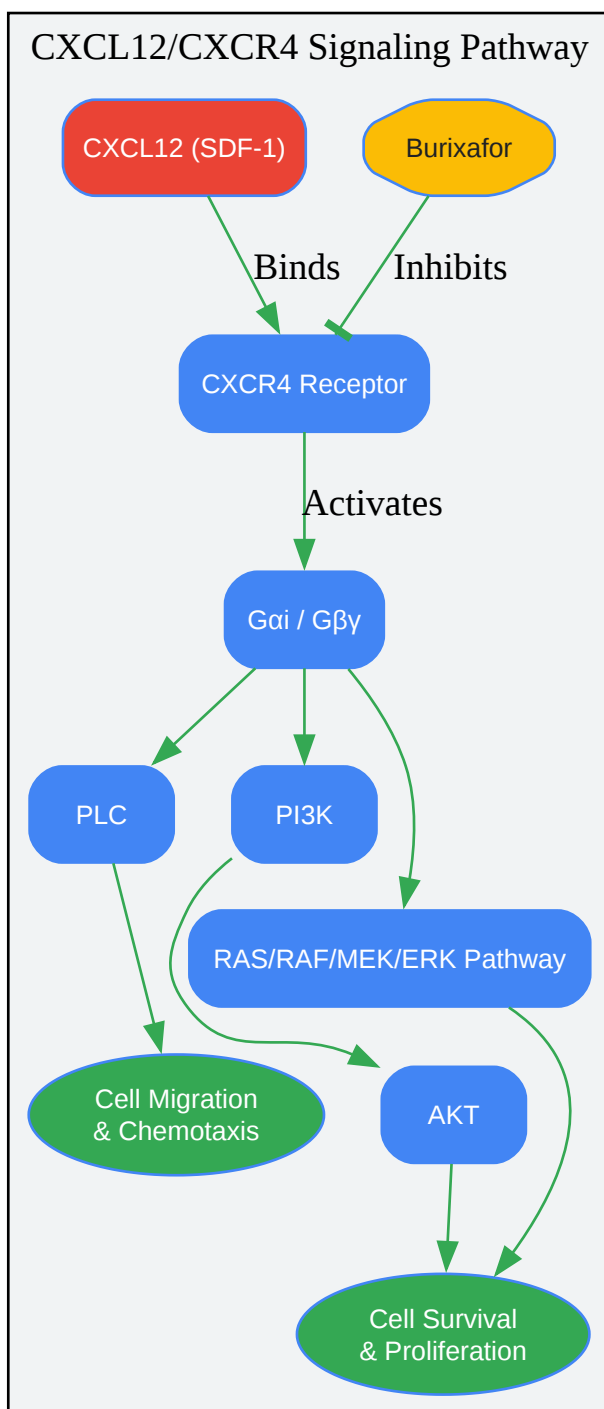 CXCL12/CXCR4 Signaling Pathway
CXCL12 (SDF-1)
Burixafor
Binds
Inhibits
CXCR4 Receptor
Activates
Gαi / Gβγ
PLC
PI3K
RAS/RAF/MEK/ERK Pathway
Cell Migration
& Chemotaxis
AKT
Cell Survival
& Proliferation